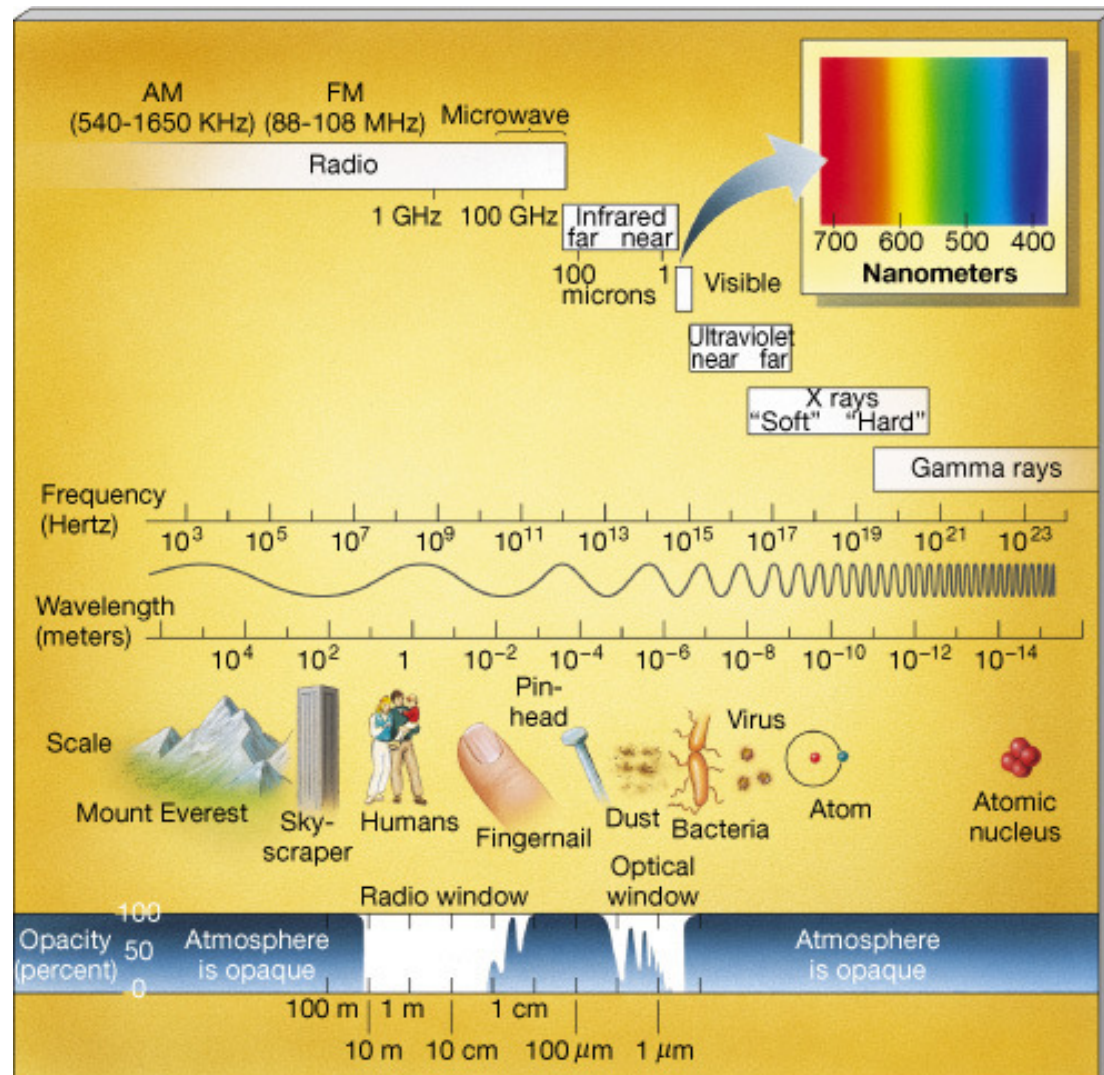 AM FM
(540-1650 KHz) (88-108 MHz) Microwave
Radio
1 GHz 100 GHz
Infrared
far near
100 1
microns
Visible
700 600 500 400
Nanometers
Ultraviolet
near far
X rays
“Soft” “Hard”
Gamma rays
Frequency
(Hertz)
10³ 10⁵ 10⁷ 10⁹ 10¹¹ 10¹³ 10¹⁵ 10¹⁷ 10¹⁹ 10²¹ 10²³
Wavelength
(meters)
10⁴ 10² 1 10⁻² 10⁻⁴ 10⁻⁶ 10⁻⁸ 10⁻¹⁰ 10⁻¹² 10⁻¹⁴
Scale
Mount Everest
Sky-
scraper
Humans
Fingernail
Pin-
head
Dust
Bacteria
Virus
Atom
Atomic
nucleus
Radio window
Optical
window
Opacity
(percent)
100
50
0
Atmosphere
is opaque
Atmosphere
is opaque
100 m 1 m 1 cm
10 m 10 cm 100 μm 1 μm